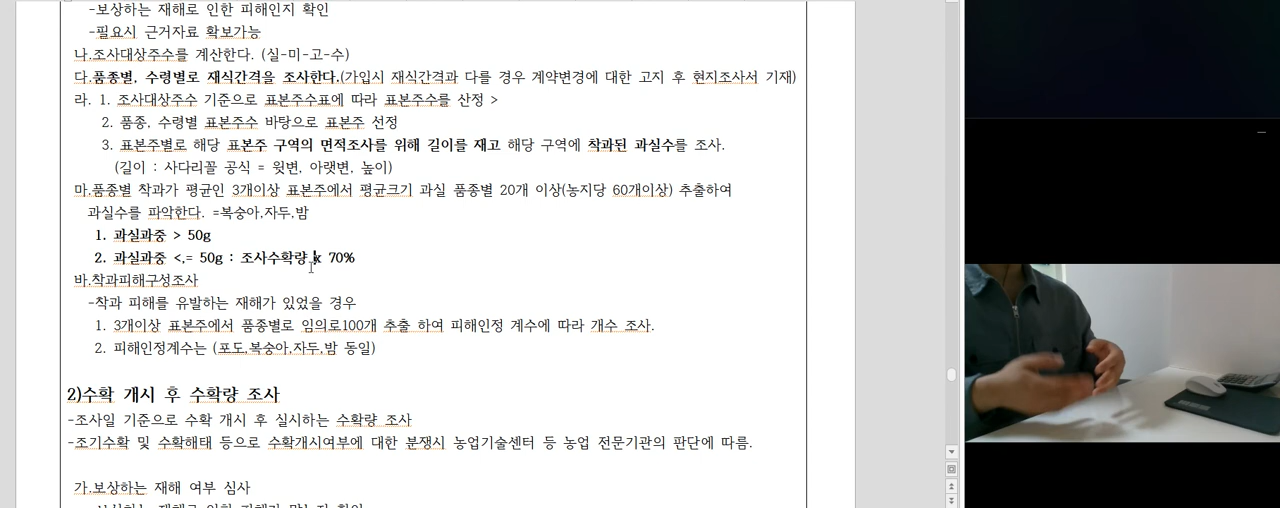 -보상하는 재해로 인한 피해인지 확인
-필요시 근거자료 확보가능
나.조사대상주수를 계산한다. (실-미-고-수)
다.품종별, 수령별로 재식간격을 조사한다.(가입시 재식간격과 다를 경우 계약변경에 대한 고지 후 현지조사서 기재)
라. 1. 조사대상주수 기준으로 표본주수표에 따라 표본주수를 산정 >
2. 품종, 수령별 표본주수 바탕으로 표본주 선정
3. 표본주별로 해당 표본주 구역의 면적조사를 위해 길이를 재고 해당 구역에 착과된 과실수를 조사.
(길이 : 사다리꼴 공식 = 윗변, 아랫변, 높이)
마.품종별 착과가 평균인 3개이상 표본주에서 평균크기 과실 품종별 20개 이상(농지당 60개이상) 추출하여
과실수를 파악한다. =복숭아,자두,밤
1. 과실과중 > 50g
2. 과실과중 <,= 50g : 조사수확량 x 70%
바.착과피해구성조사
-착과 피해를 유발하는 재해가 있었을 경우
1. 3개이상 표본주에서 품종별로 임의로100개 추출 하여 피해인정 계수에 따라 개수 조사.
2. 피해인정계수는 (포도,복숭아,자두,밤 동일)
2)수확 개시 후 수확량 조사
-조사일 기준으로 수확 개시 후 실시하는 수확량 조사
-조기수확 및 수확해태 등으로 수확개시여부에 대한 분쟁시 농업기술센터 등 농업 전문기관의 판단에 따름.
가.보상하는 재해 여부 심사